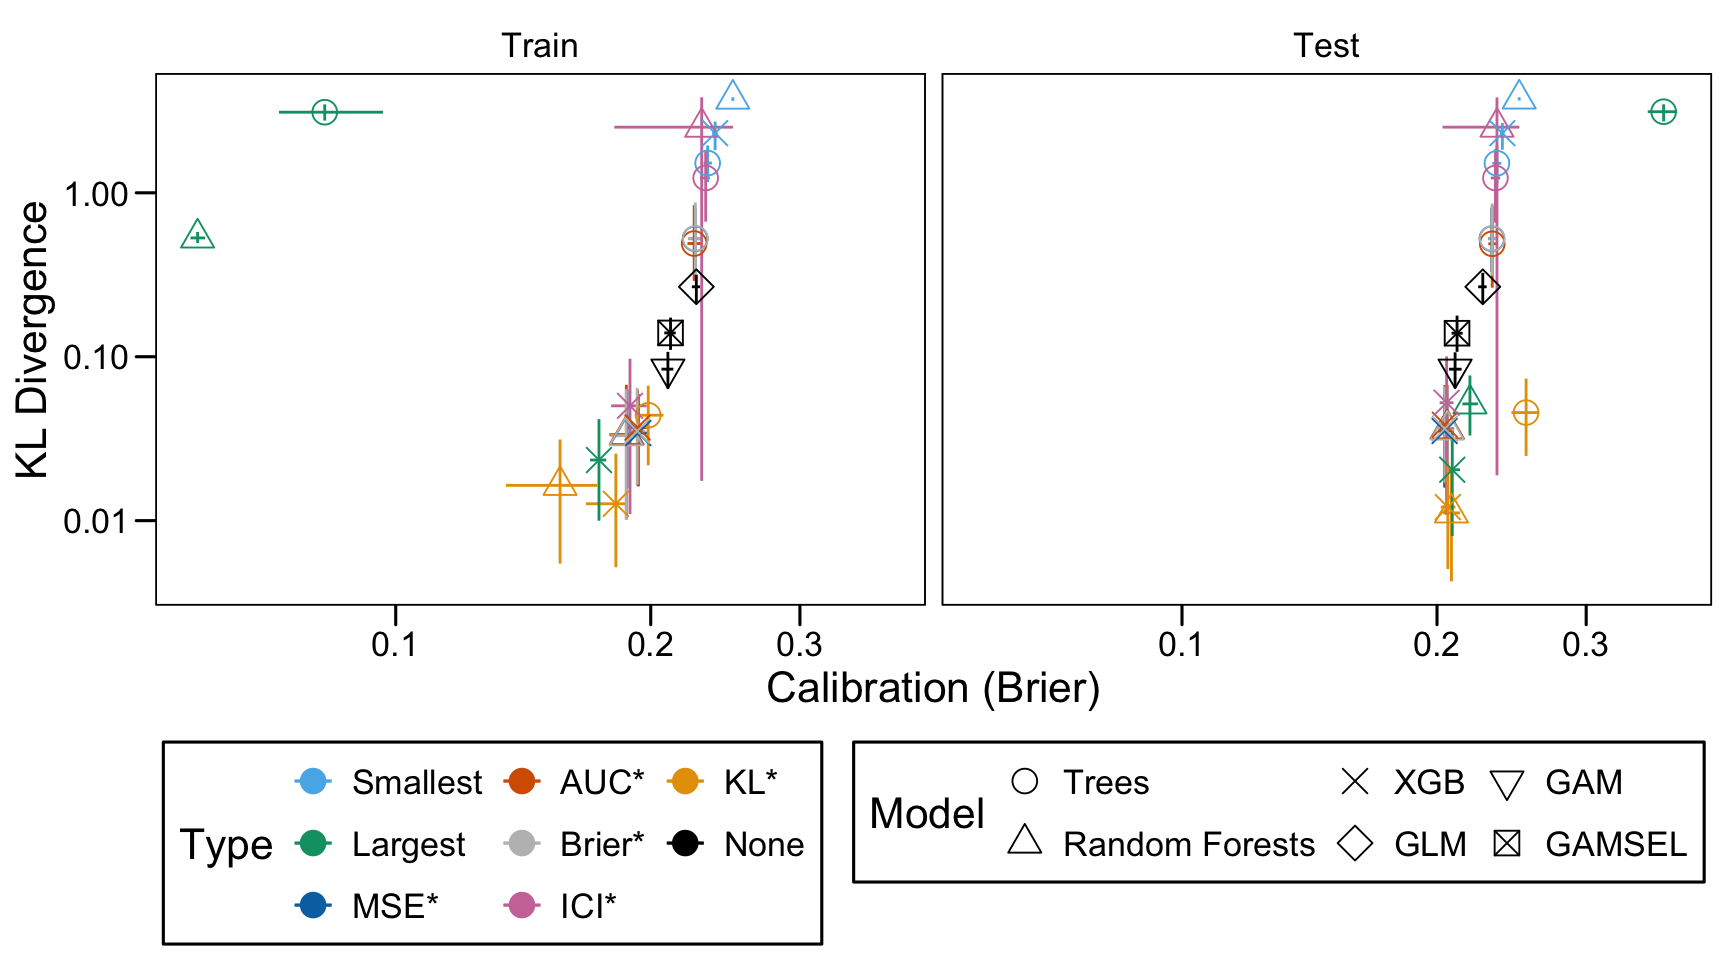 Train
Test
KL Divergence
1.00
0.10
0.01
0.1
0.2
0.3
0.1
0.2
0.3
Calibration (Brier)
Type
Smallest
Largest
MSE*
AUC*
Brier*
ICI*
KL*
None
Model
Trees
Random Forests
XGB
GLM
GAM
GAMSEL